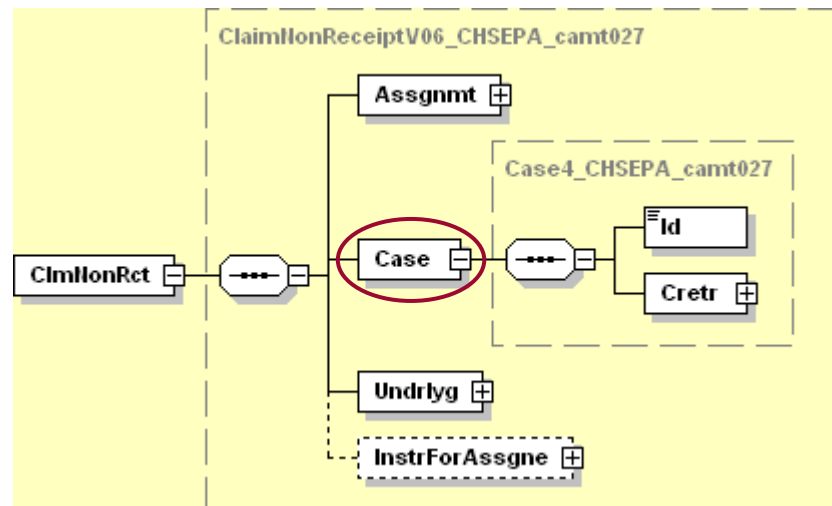 ClaimNonReceiptV06_CHSEPA_camt027
Assgnmt
Case4_CHSEPA_camt027
Id
Case
ClmNonRct
Cretr
Undrlyg
InstrForAssgne